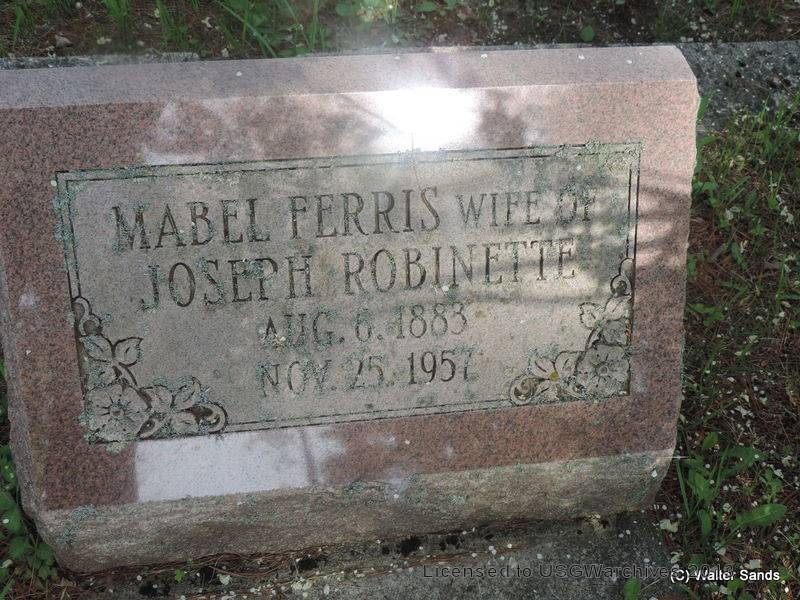 MABEL FERRIS WIFE OF
JOSEPH ROBINETTE
AUG. 6. 1883
NOV. 25. 1957
Licensed to USGWarchives
(C) Walter Sands